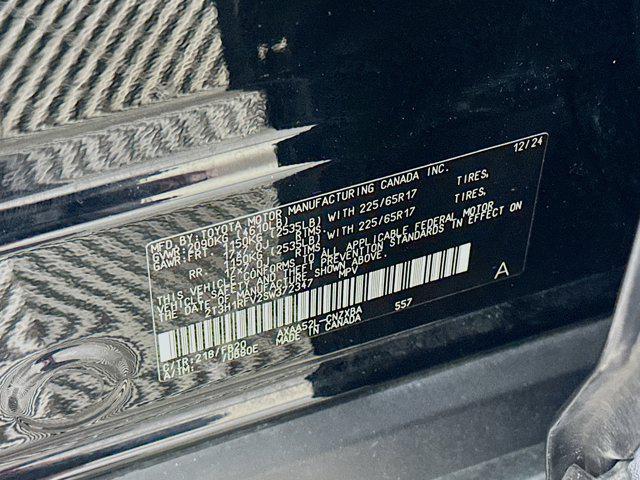 MFD.BY:TOYOTA MOTOR MANUFACTURING CANADA INC. 12/24
GVWR:2090KG [4610LB]
GAWR:FRT. 1150KG [2535LB] WITH 225/65R17 TIRES,
17 RIMS,
RR. 1150KG [2535LB] WITH 225/65R17 TIRES,
17 RIMS,
THIS VEHICLE CONFORMS TO ALL APPLICABLE FEDERAL MOTOR
VEHICLE SAFETY AND THEFT PREVENTION STANDARDS IN EFFECT ON
THE DATE OF MANUFACTURE SHOWN ABOVE.
MPV
A
C/TR:218/FB20 AXAA52L-CNZXBA 557
A/TM: MADE IN CANADA